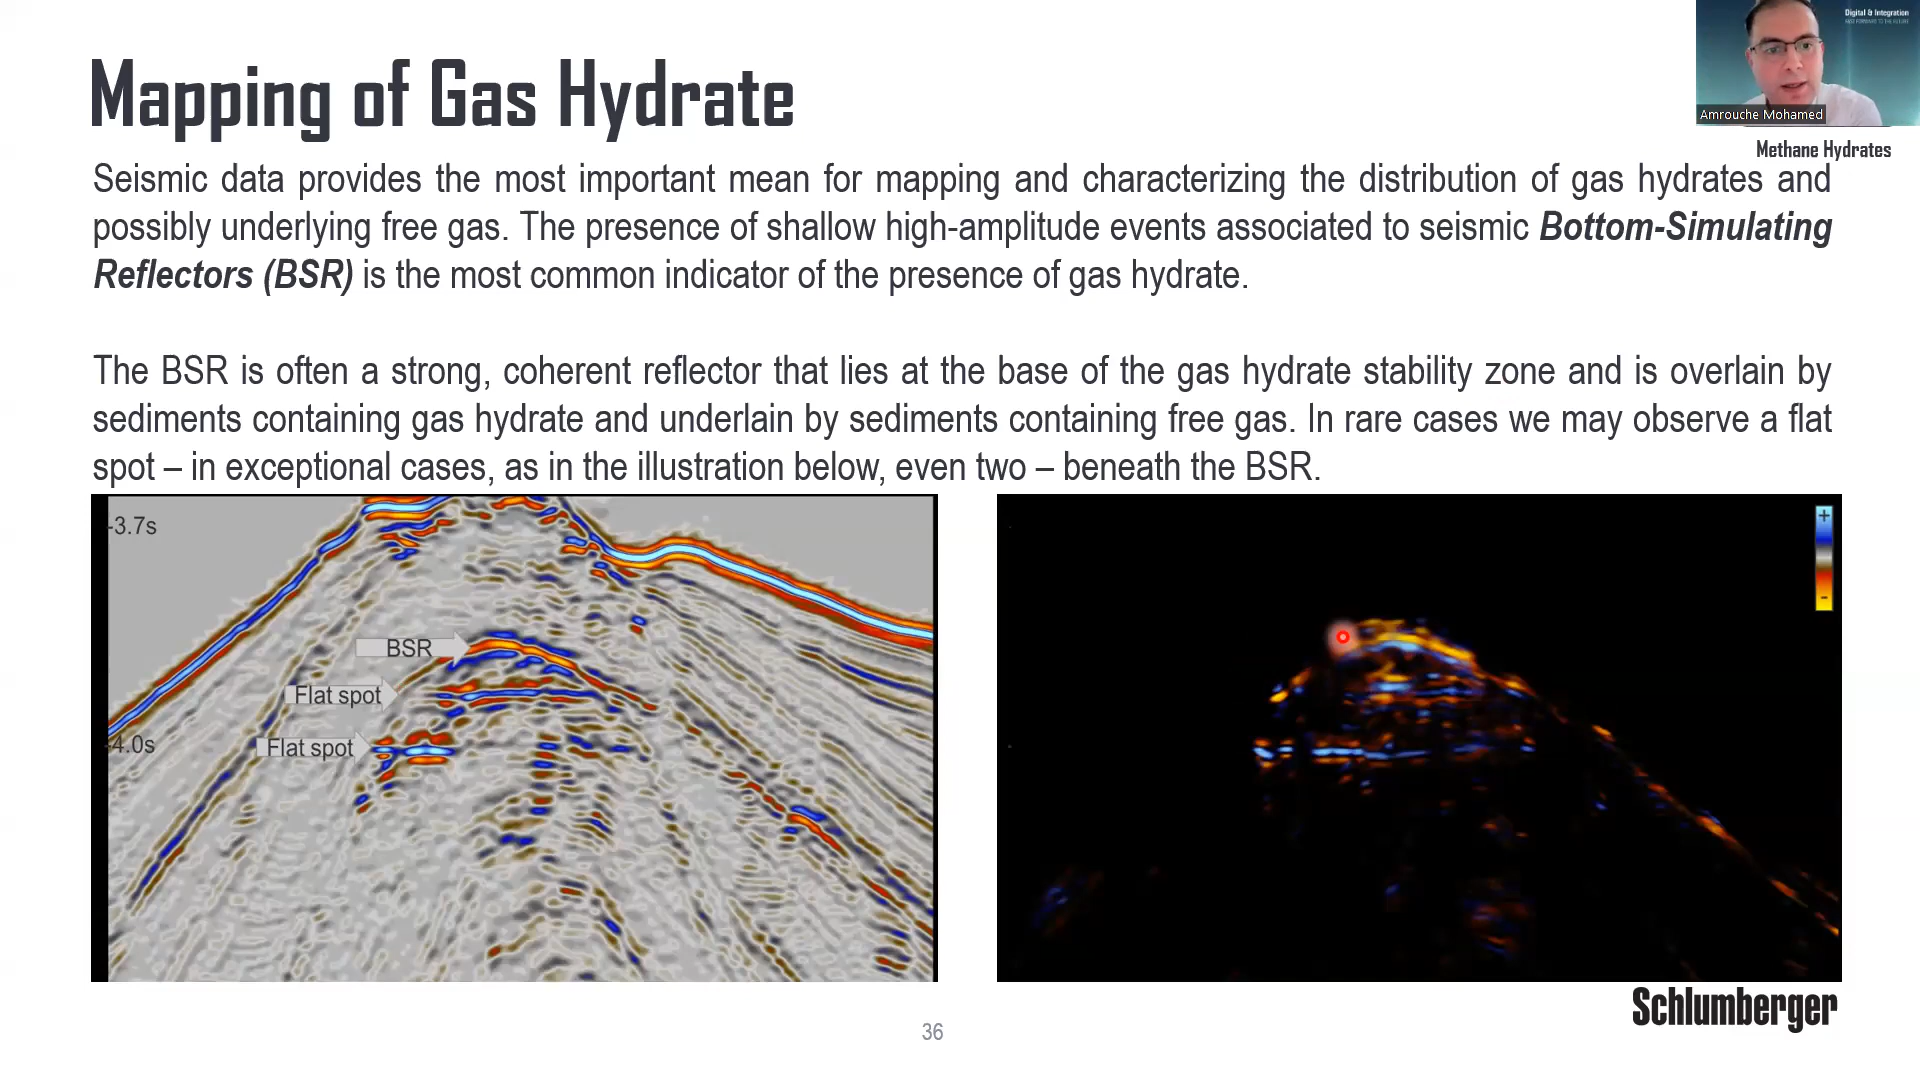 Digital & Integration
FAST FORWARD TO THE FUTURE
Amrouche Mohamed
Methane Hydrates
Mapping of Gas Hydrate
Seismic data provides the most important mean for mapping and characterizing the distribution of gas hydrates and
possibly underlying free gas. The presence of shallow high-amplitude events associated to seismic Bottom-Simulating
Reflectors (BSR) is the most common indicator of the presence of gas hydrate.
The BSR is often a strong, coherent reflector that lies at the base of the gas hydrate stability zone and is overlain by
sediments containing gas hydrate and underlain by sediments containing free gas. In rare cases we may observe a flat
spot – in exceptional cases, as in the illustration below, even two – beneath the BSR.
-3.7s
BSR
Flat spot
-4.0s
Flat spot
+
-
Schlumberger
36